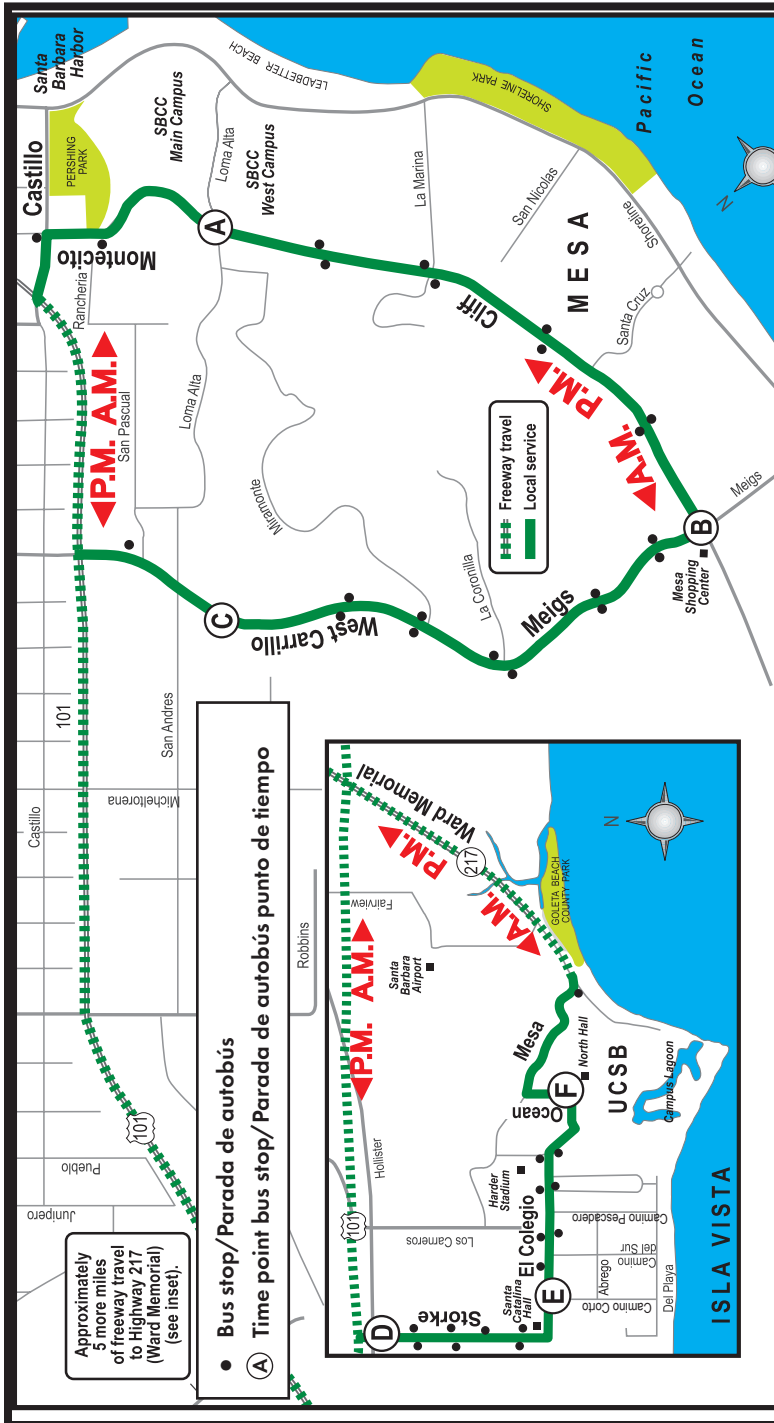 Castillo
Santa
Barbara
Harbor
PERSHING
PARK
SBCC
Main Campus
LEADBETTER BEACH
Loma Alta
SBCC
West Campus
La Marina
SHORELINE PARK
Pacific
Ocean
N
Montecito
Rancheria
A
San Nicolas
MESA
Shoreline
Cliff
Santa Cruz
P.M. A.M.
San Pascual
Loma Alta
P.M.
A.M.
Miramonte
Freeway travel
Local service
La Coronilla
Meigs
B
Mesa
Shopping
Center
Meigs
C
West Carrillo
Castillo
101
San Andres
Micheltorena
Robbins
101
Pueblo
Junipero
Approximately
5 more miles
of freeway travel
to Highway 217
(Ward Memorial)
(see inset).
Bus stop/Parada de autobús
A Time point bus stop/Parada de autobús punto de tiempo
Ward Memorial
P.M.
217
A.M.
Fairview
P.M. A.M.
Santa
Barbara
Airport
GOLETA BEACH
COUNTY PARK
N
Hollister
101
Mesa
North Hall
F
Ocean
UCSB
Campus Lagoon
Harder
Stadium
Los Carneros
El Colegio
Camino Pescadero
Camino
del Sur
Abrego
Camino Corto
Del Playa
Santa
Catalina
Hall
E
D
Storke
ISLA VISTA